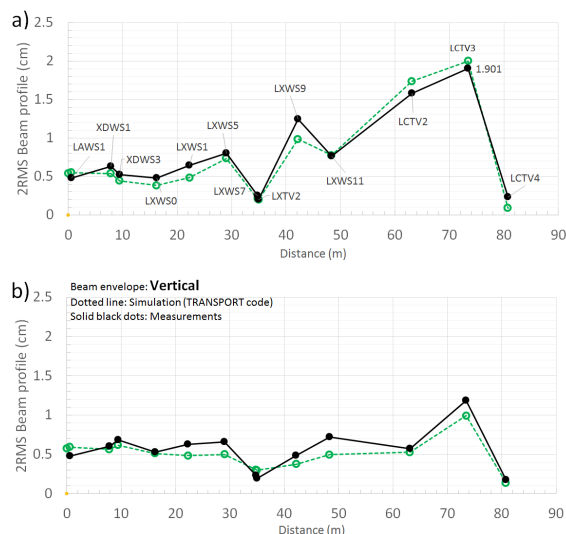 a)
2RMS Beam profile (cm)
2.5
2
1.5
1
0.5
0
LAWS1
XDWS1
XDWS3
LXWS0
LXWS1
LXWS5
LXWS7
LXTV2
LXWS9
LXWS11
LCTV2
LCTV3
1.901
LCTV4
0 10 20 30 40 50 60 70 80 90
Distance (m)
b)
Beam envelope: Vertical
Dotted line: Simulation (TRANSPORT code)
Solid black dots: Measurements
2RMS Beam profile (cm)
2.5
2
1.5
1
0.5
0
0 10 20 30 40 50 60 70 80 90
Distance (m)